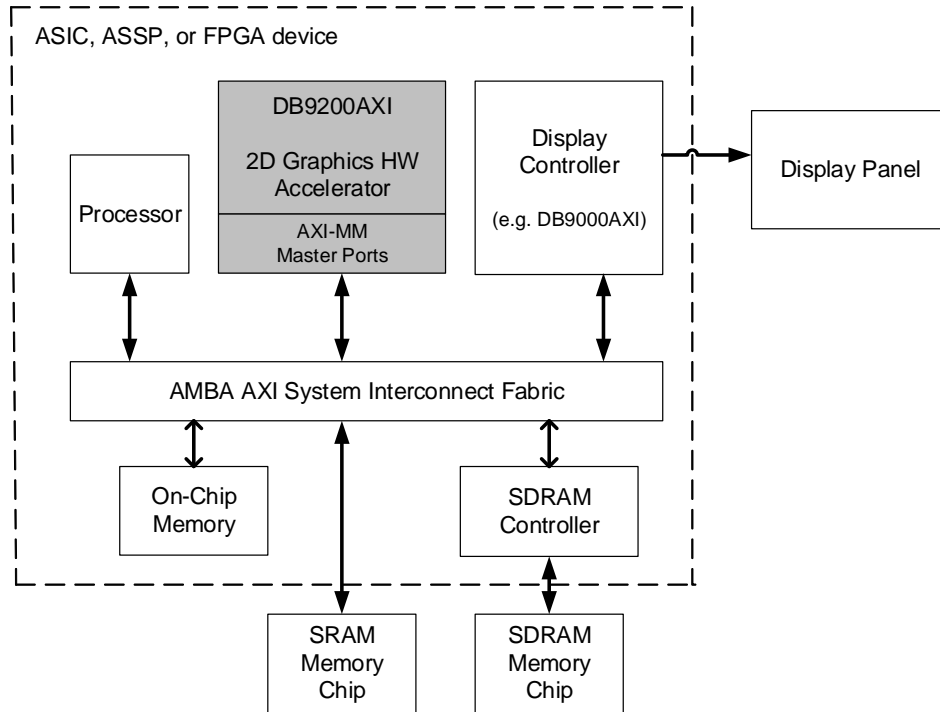 ASIC, ASSP, or FPGA device
DB9200AXI
2D Graphics HW
Accelerator
AXI-MM
Master Ports
Processor
Display
Controller
(e.g. DB9000AXI)
Display Panel
AMBA AXI System Interconnect Fabric
On-Chip
Memory
SDRAM
Controller
SRAM
Memory
Chip
SDRAM
Memory
Chip